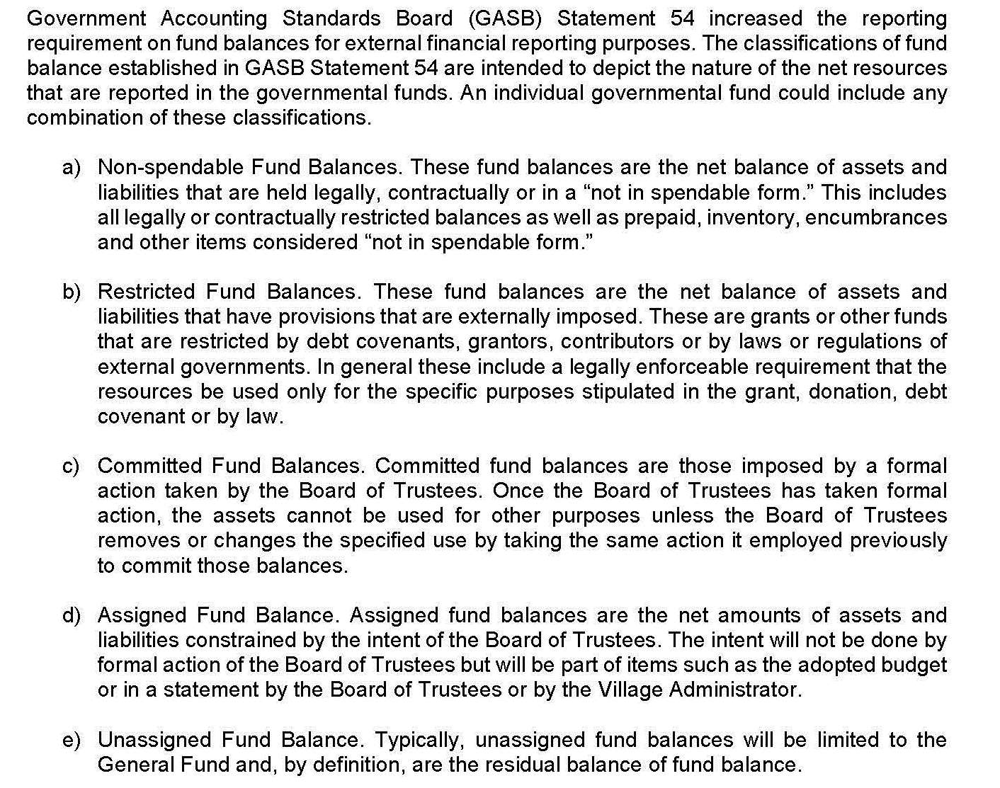 Government Accounting Standards Board (GASB) Statement 54 increased the reporting
requirement on fund balances for external financial reporting purposes. The classifications of fund
balance established in GASB Statement 54 are intended to depict the nature of the net resources
that are reported in the governmental funds. An individual governmental fund could include any
combination of these classifications.
a) Non-spendable Fund Balances. These fund balances are the net balance of assets and
liabilities that are held legally, contractually or in a “not in spendable form.” This includes
all legally or contractually restricted balances as well as prepaid, inventory, encumbrances
and other items considered “not in spendable form.”
b) Restricted Fund Balances. These fund balances are the net balance of assets and
liabilities that have provisions that are externally imposed. These are grants or other funds
that are restricted by debt covenants, grantors, contributors or by laws or regulations of
external governments. In general these include a legally enforceable requirement that the
resources be used only for the specific purposes stipulated in the grant, donation, debt
covenant or by law.
c) Committed Fund Balances. Committed fund balances are those imposed by a formal
action taken by the Board of Trustees. Once the Board of Trustees has taken formal
action, the assets cannot be used for other purposes unless the Board of Trustees
removes or changes the specified use by taking the same action it employed previously
to commit those balances.
d) Assigned Fund Balance. Assigned fund balances are the net amounts of assets and
liabilities constrained by the intent of the Board of Trustees. The intent will not be done by
formal action of the Board of Trustees but will be part of items such as the adopted budget
or in a statement by the Board of Trustees or by the Village Administrator.
e) Unassigned Fund Balance. Typically, unassigned fund balances will be limited to the
General Fund and, by definition, are the residual balance of fund balance.